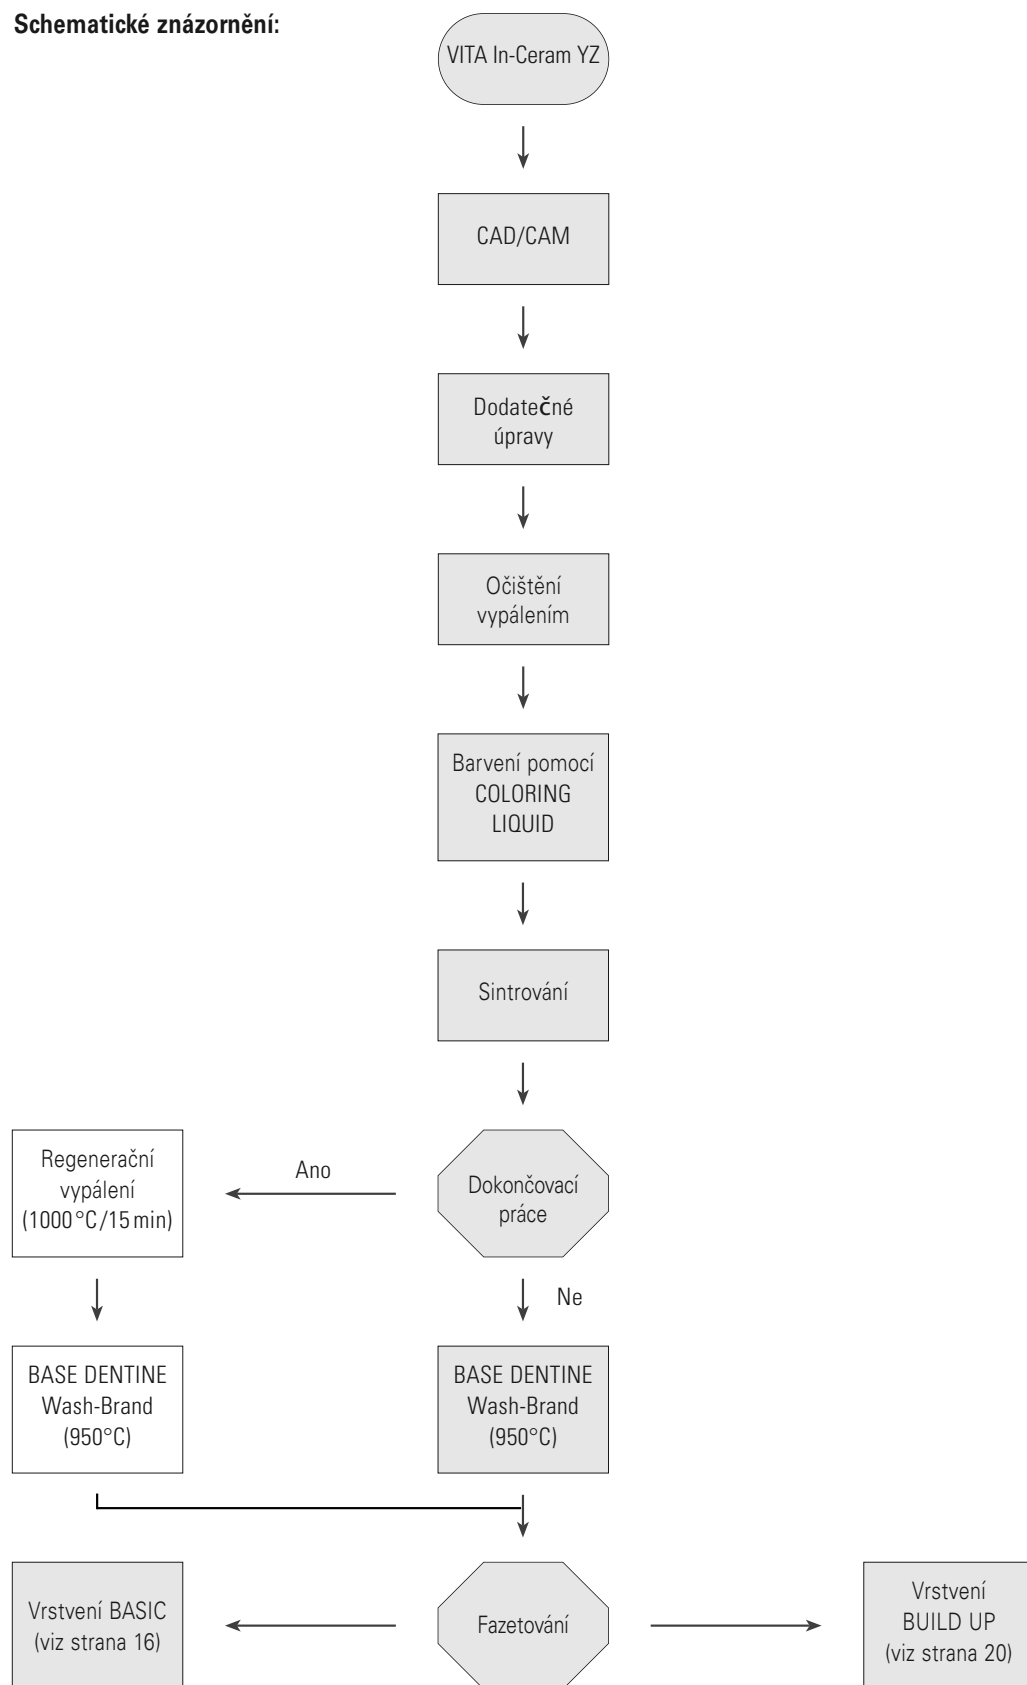 Schematické znázornění:
VITA In-Ceram YZ
CAD/CAM
Dodatečné
úpravy
Očištění
vypálením
Barvení pomocí
COLORING
LIQUID
Sintrování
Regenerační
vypálení
(1000 °C/15 min)
Ano
Dokončovací
práce
Ne
BASE DENTINE
Wash-Brand
(950°C)
BASE DENTINE
Wash-Brand
(950°C)
Vrstvení BASIC
(viz strana 16)
Fazetování
Vrstvení
BUILD UP
(viz strana 20)